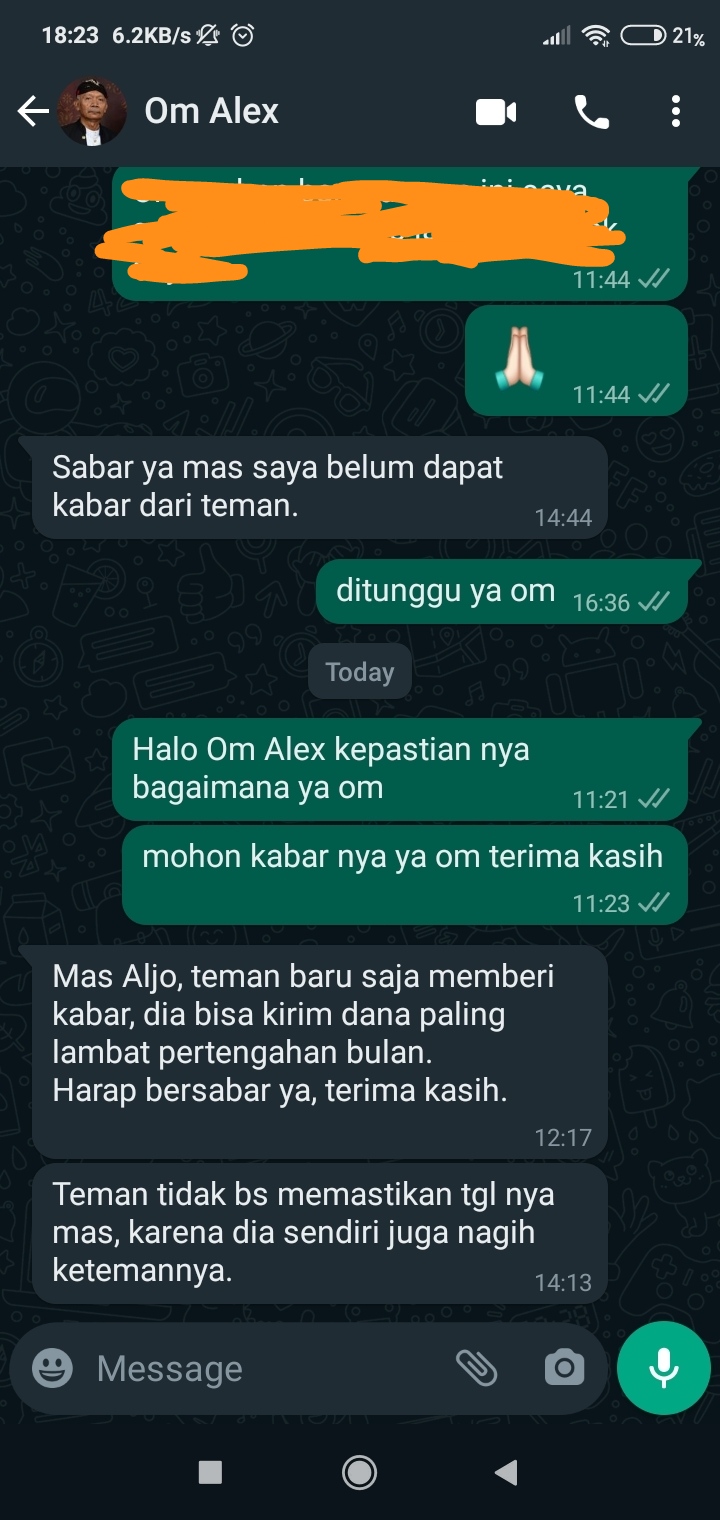 18:23 6.2KB/s 21%
Om Alex
11:44
11:44
Sabar ya mas saya belum dapat
kabar dari teman.
14:44
ditunggu ya om 16:36
Today
Halo Om Alex kepastian nya
bagaimana ya om 11:21
mohon kabar nya ya om terima kasih
11:23
Mas Aljo, teman baru saja memberi
kabar, dia bisa kirim dana paling
lambat pertengahan bulan.
Harap bersabar ya, terima kasih.
12:17
Teman tidak bs memastikan tgl nya
mas, karena dia sendiri juga nagih
ketemannya. 14:13
Message